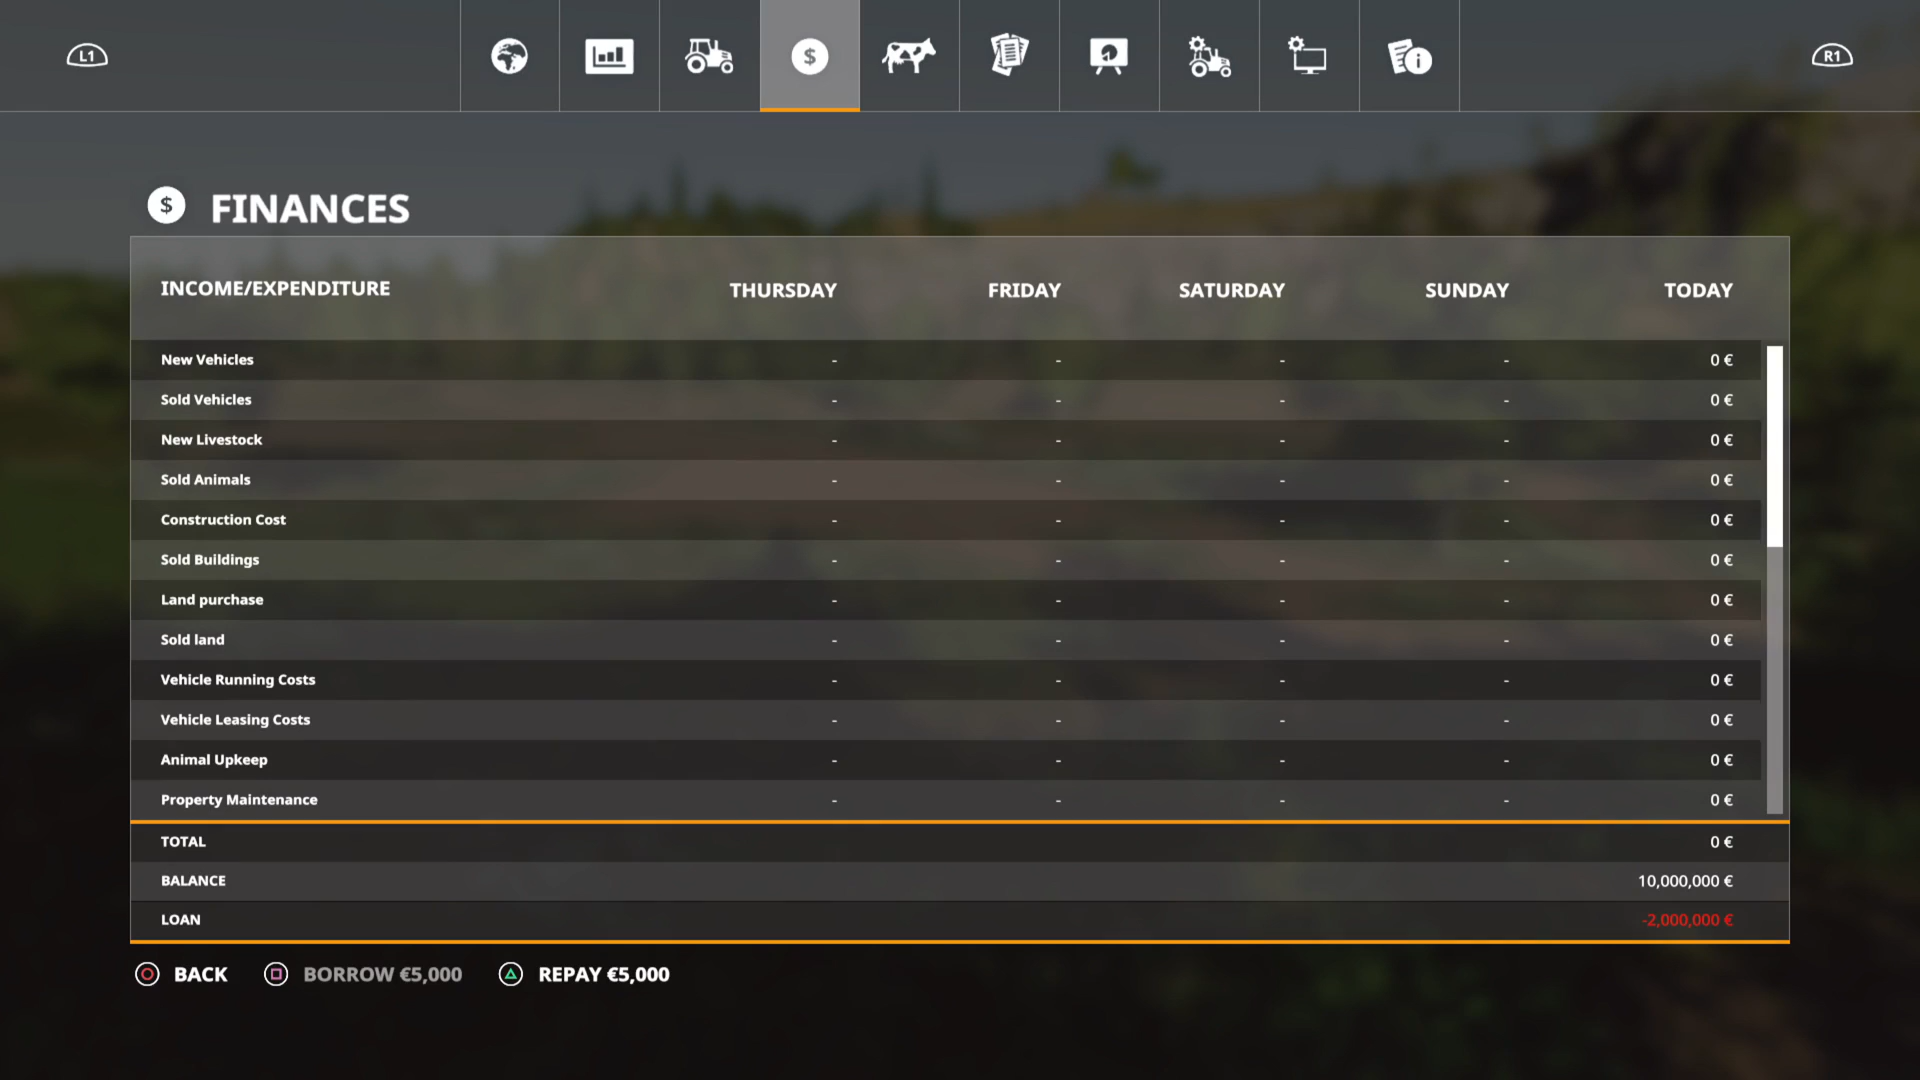 L1
R1
$ FINANCES
INCOME/EXPENDITURE THURSDAY FRIDAY SATURDAY SUNDAY TODAY
New Vehicles - - - - 0 €
Sold Vehicles - - - - 0 €
New Livestock - - - - 0 €
Sold Animals - - - - 0 €
Construction Cost - - - - 0 €
Sold Buildings - - - - 0 €
Land purchase - - - - 0 €
Sold land - - - - 0 €
Vehicle Running Costs - - - - 0 €
Vehicle Leasing Costs - - - - 0 €
Animal Upkeep - - - - 0 €
Property Maintenance - - - - 0 €
TOTAL 0 €
BALANCE 10,000,000 €
LOAN -2,000,000 €
BACK BORROW €5,000 REPAY €5,000